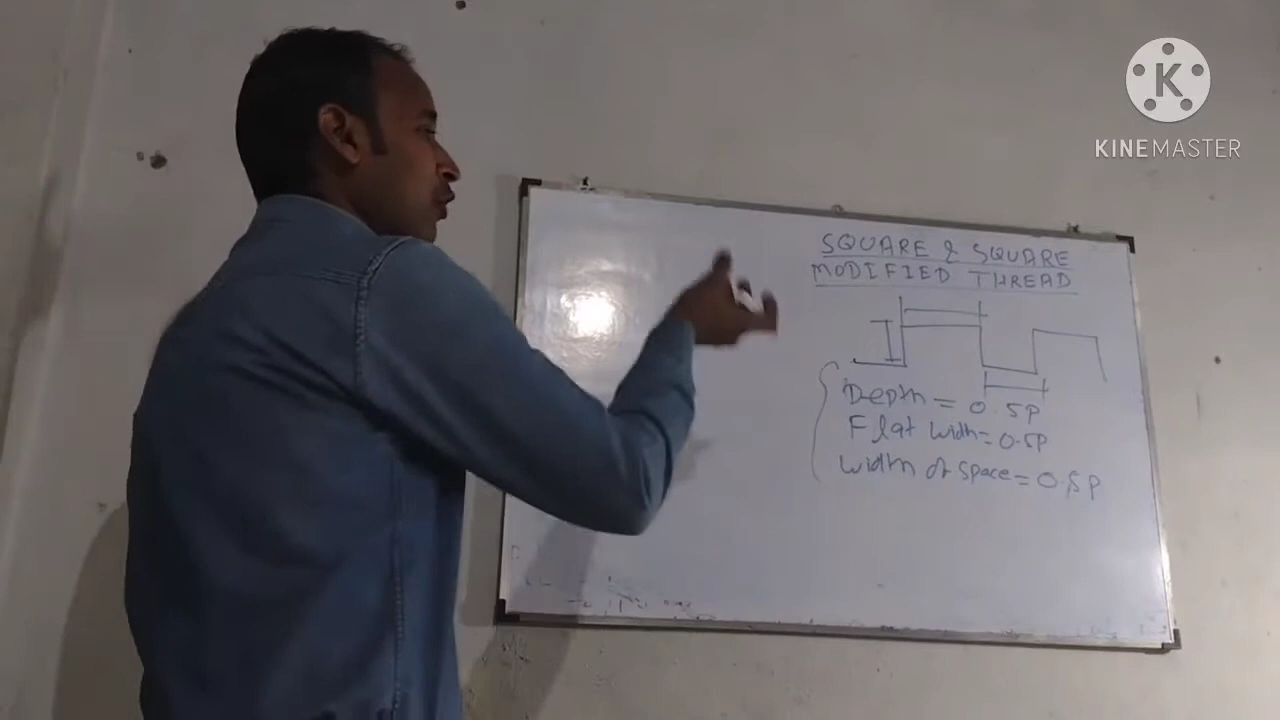 K
KINEMASTER
SQUARE & SQUARE
MODIFIED THREAD
Depth = 0.5P
Flat width = 0.5P
width of space = 0.5P